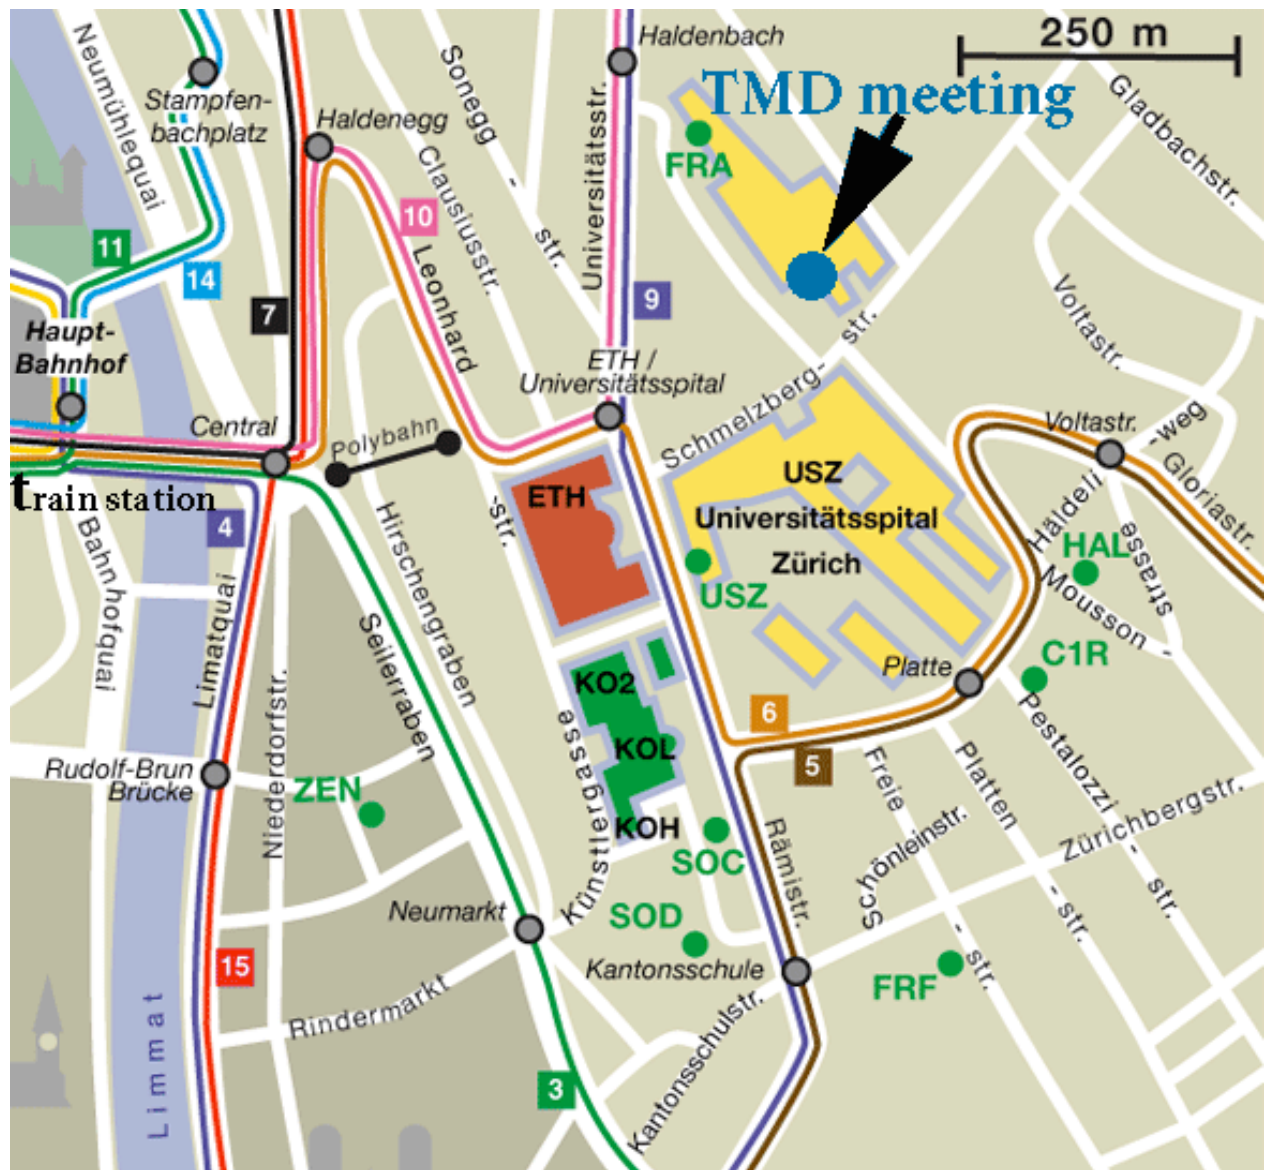 250 m
Haldenbach
TMD meeting
Neumühlequai
Sonegg
-
str.
Universitätsstr.
Gladbachstr.
Stampfen-
bachplatz
Haldenegg
Clausiusstr.
FRA
10
11
14
Leonhard
7
9
Voltastr.
Haupt-
Bahnhof
ETH /
Universitätsspital
Schmelzberg-
str.
Central
Polybahn
Voltastr.
-weg
Gloriastr.
train station
ETH
-str.
USZ
Universitätsspital
Zürich
USZ
4
Bahnhofquai
Hirschengraben
Häldeli
HAL
strasse
Mousson -
Limatquai
Seilerraben
Niederdorfstr.
KO2
KOL
KOH
Künstlergasse
Platte
C1R
6
5
Pestalozzi
-
str.
Rudolf-Brun
Brücke
ZEN
Freie
-
str.
Platten
-
str.
Zürichbergstr.
Schönleinstr.
SOC
Rämistr.
Neumarkt
SOD
Kantonsschule
FRF
15
Rindermarkt
Kantonsschulstr.
Limmat
3